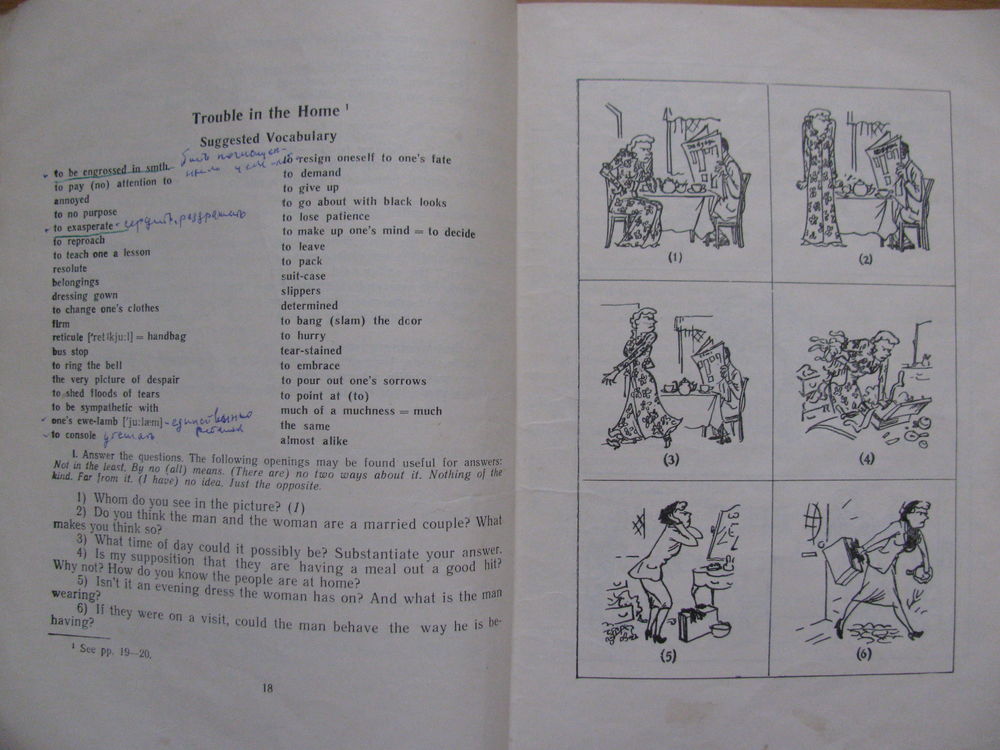 Trouble in the Home ¹
Suggested Vocabulary
to be engrossed in smth.
to pay (no) attention to
annoyed
to no purpose
to exasperate - сердить, раздражать
to reproach
to teach one a lesson
resolute
belongings
dressing gown
to change one's clothes
firm
reticule ['retɪkju:l] = handbag
bus stop
to ring the bell
the very picture of despair
to shed floods of tears
to be sympathetic with
one's ewe-lamb ['ju:læm] - единственно
to console утешать
to resign oneself to one's fate
to demand
to give up
to go about with black looks
to lose patience
to make up one's mind = to decide
to leave
to pack
suit-case
slippers
determined
to bang (slam) the door
to hurry
tear-stained
to embrace
to pour out one's sorrows
to point at (to)
much of a muchness = much
the same
almost alike
I. Answer the questions. The following openings may be found useful for answers:
Not in the least. By no (all) means. (There are) no two ways about it. Nothing of the
kind. Far from it. (I have) no idea. Just the opposite.
1) Whom do you see in the picture? (1)
2) Do you think the man and the woman are a married couple? What
makes you think so?
3) What time of day could it possibly be? Substantiate your answer.
4) Is my supposition that they are having a meal out a good hit?
Why not? How do you know the people are at home?
5) Isn't it an evening dress the woman has on? And what is the man
wearing?
6) If they were on a visit, could the man behave the way he is be-
having?
¹ See pp. 19—20.
18
(1)
(2)
(3)
(4)
(5)
(6)